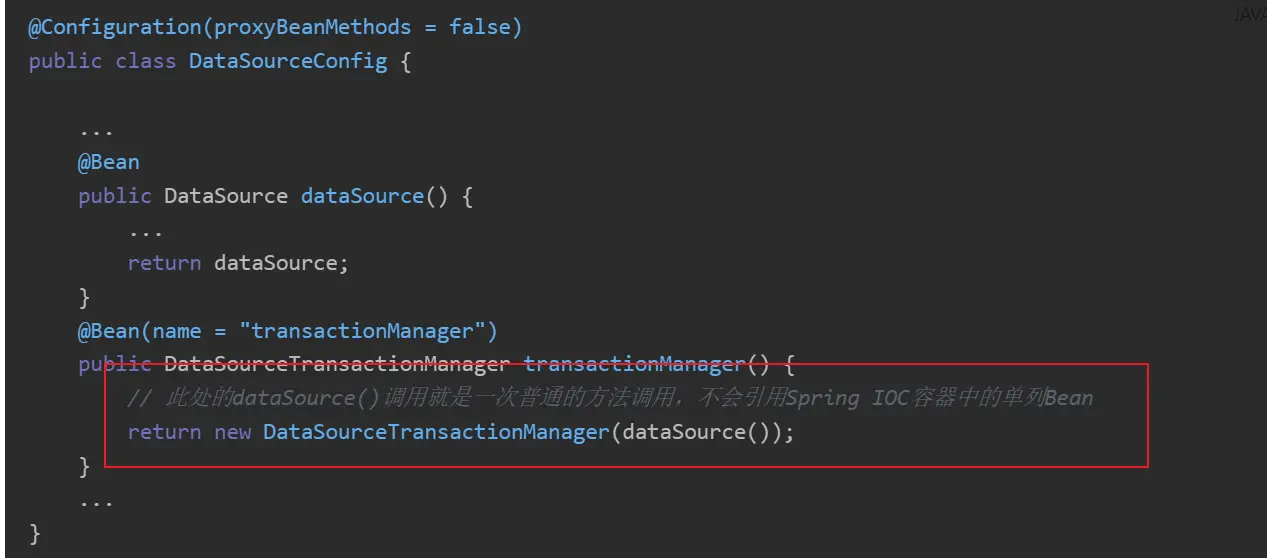 JAVA
@Configuration(proxyBeanMethods = false)
public class DataSourceConfig {
...
@Bean
public DataSource dataSource() {
...
return dataSource;
}
@Bean(name = "transactionManager")
public DataSourceTransactionManager transactionManager() {
// 此处的dataSource()调用就是一次普通的方法调用，不会引用Spring IOC容器中的单列Bean
return new DataSourceTransactionManager(dataSource());
}
...
}